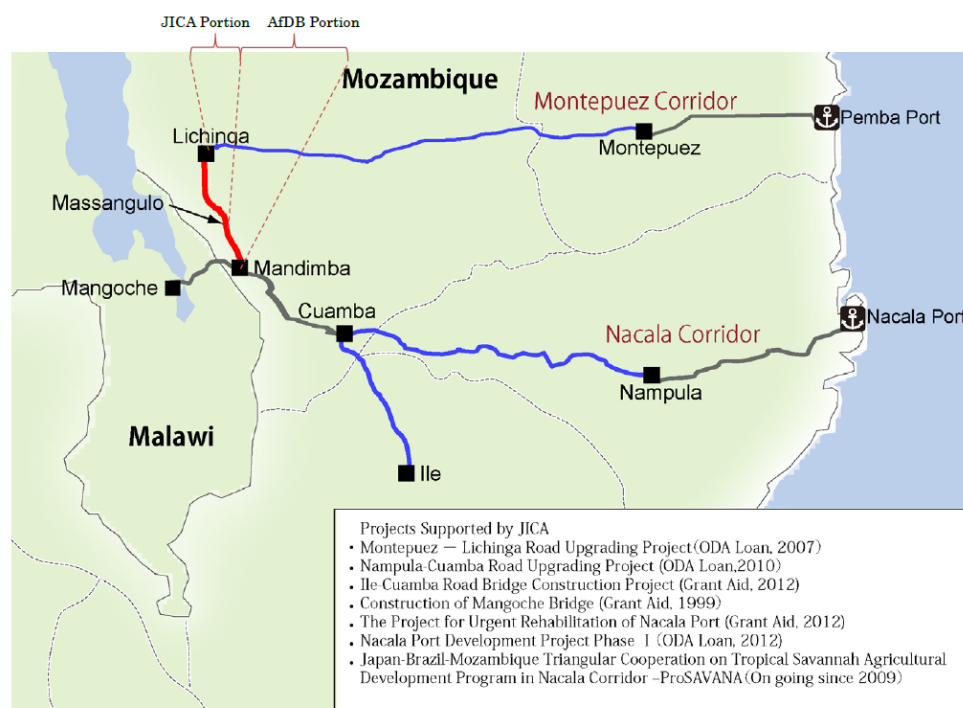 JICA Portion
AfDB Portion
Mozambique
Montepuez Corridor
Pemba Port
Lichinga
Montepuez
Massangulo
Mandimba
Mangoche
Cuamba
Nacala Corridor
Nacala Port
Nampula
Malawi
Ile
Projects Supported by JICA
• Montepuez – Lichinga Road Upgrading Project(ODA Loan, 2007)
• Nampula-Cuamba Road Upgrading Project (ODA Loan,2010)
• Ile-Cuamba Road Bridge Construction Project (Grant Aid, 2012)
• Construction of Mangoche Bridge (Grant Aid, 1999)
• The Project for Urgent Rehabilitation of Nacala Port (Grant Aid, 2012)
• Nacala Port Development Project Phase Ⅰ (ODA Loan, 2012)
• Japan-Brazil-Mozambique Triangular Cooperation on Tropical Savannah Agricultural
Development Program in Nacala Corridor –ProSAVANA(On going since 2009)